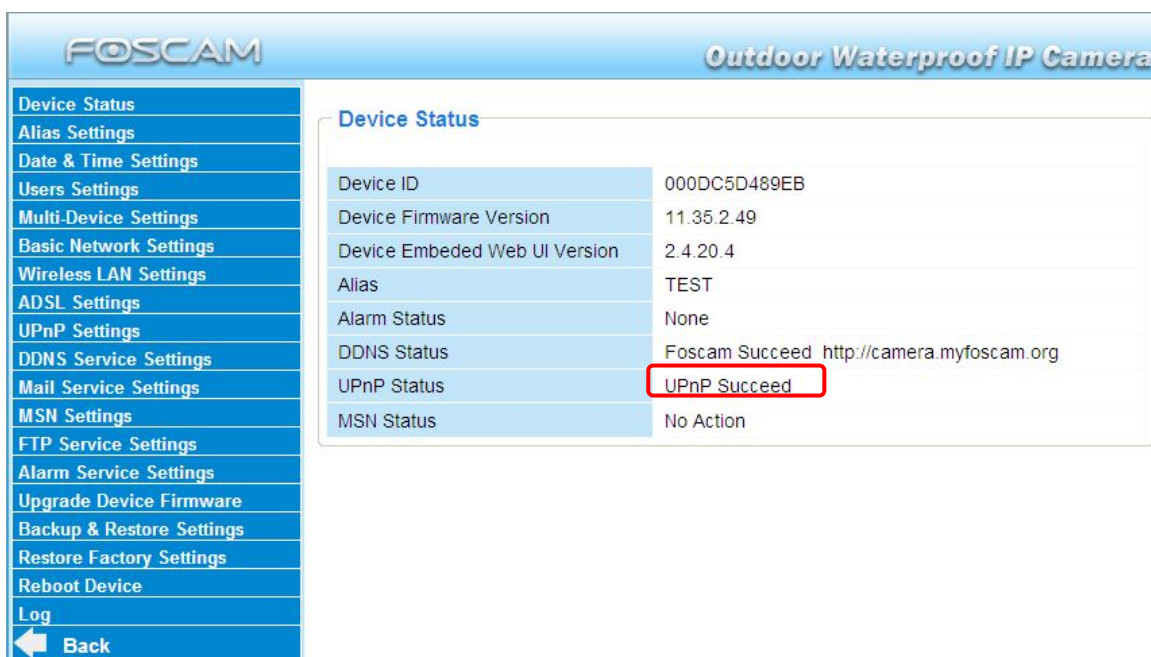 FOSCAM
Outdoor Waterproof IP Camera
Device Status
Alias Settings
Date & Time Settings
Users Settings
Multi-Device Settings
Basic Network Settings
Wireless LAN Settings
ADSL Settings
UPnP Settings
DDNS Service Settings
Mail Service Settings
MSN Settings
FTP Service Settings
Alarm Service Settings
Upgrade Device Firmware
Backup & Restore Settings
Restore Factory Settings
Reboot Device
Log
Back
Device Status
Device ID 000DC5D489EB
Device Firmware Version 11.35.2.49
Device Embeded Web UI Version 2.4.20.4
Alias TEST
Alarm Status None
DDNS Status Foscam Succeed http://camera.myfoscam.org
UPnP Status UPnP Succeed
MSN Status No Action